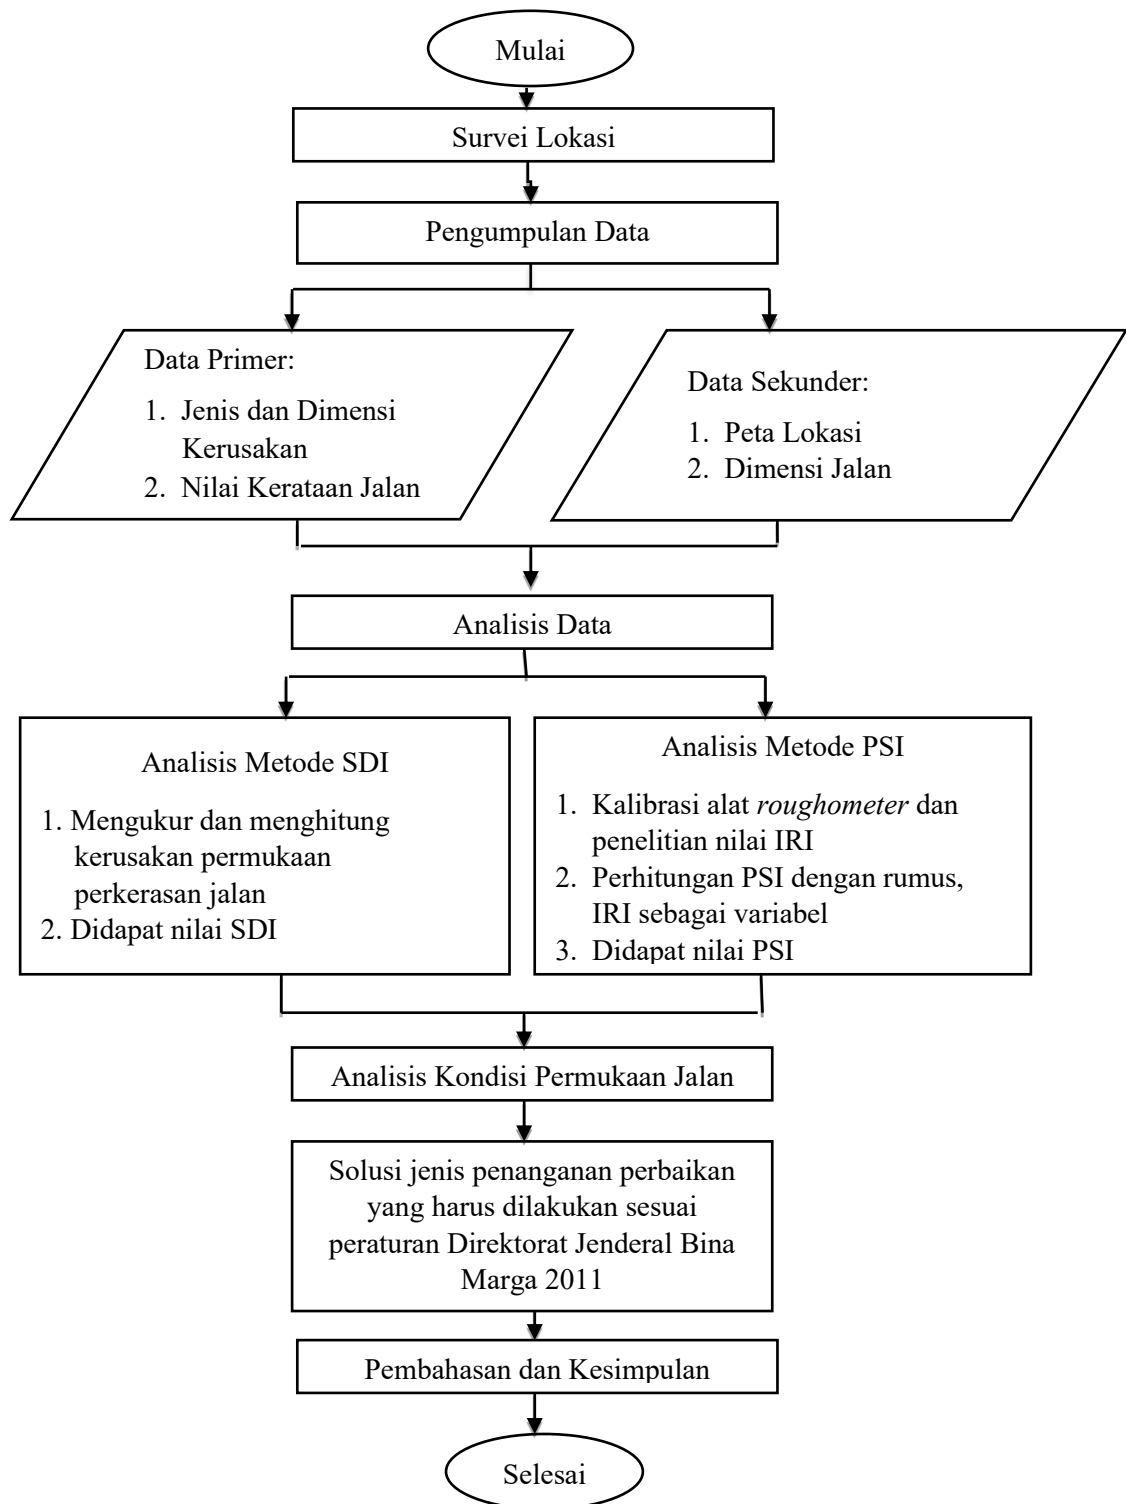 Mulai
Survei Lokasi
Pengumpulan Data
Data Primer:
1. Jenis dan Dimensi
Kerusakan
2. Nilai Kerataan Jalan
Data Sekunder:
1. Peta Lokasi
2. Dimensi Jalan
Analisis Data
Analisis Metode SDI
1. Mengukur dan menghitung
kerusakan permukaan
perkerasan jalan
2. Didapat nilai SDI
Analisis Metode PSI
1. Kalibrasi alat roughometer dan
penelitian nilai IRI
2. Perhitungan PSI dengan rumus,
IRI sebagai variabel
3. Didapat nilai PSI
Analisis Kondisi Permukaan Jalan
Solusi jenis penanganan perbaikan
yang harus dilakukan sesuai
peraturan Direktorat Jenderal Bina
Marga 2011
Pembahasan dan Kesimpulan
Selesai